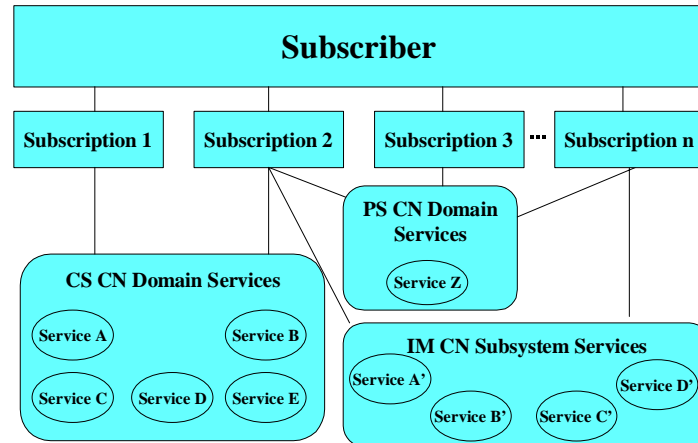 Subscriber
Subscription 1
Subscription 2
Subscription 3
...
Subscription n
PS CN Domain
Services
Service Z
CS CN Domain Services
Service A
Service B
Service C
Service D
Service E
IM CN Subsystem Services
Service A’
Service B’
Service C’
Service D’